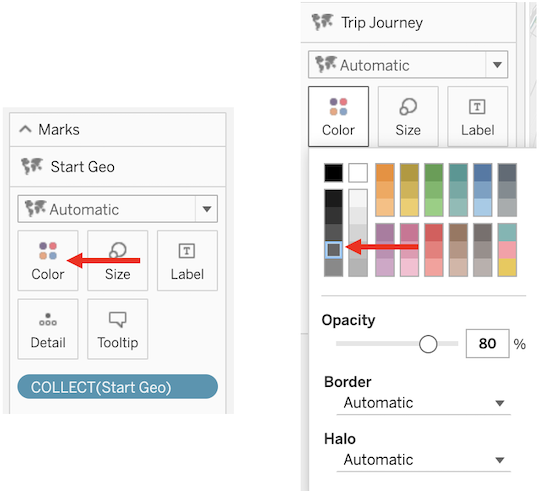 Marks
Start Geo
Automatic
Color
Size
Label
Detail
Tooltip
COLLECT(Start Geo)
Trip Journey
Automatic
Color
Size
Label
Opacity
80 %
Border
Automatic
Halo
Automatic